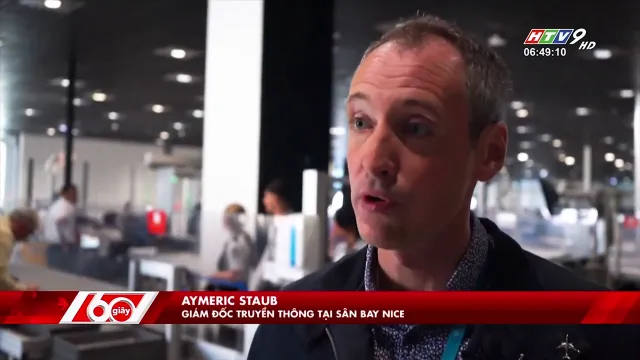 HTV9 HD
06:49:10
60 giây
AYMERIC STAUB
GIÁM ĐỐC TRUYỀN THÔNG TẠI SÂN BAY NICE